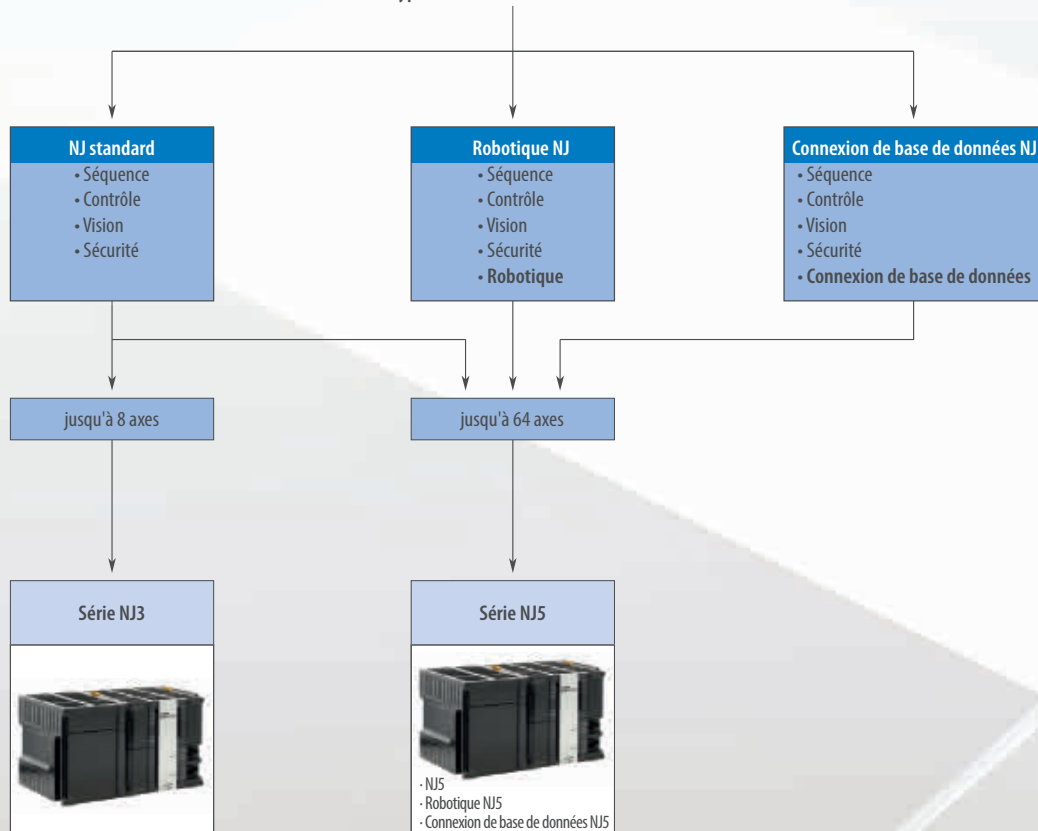 NJ standard
• Séquence
• Contrôle
• Vision
• Sécurité
Robotique NJ
• Séquence
• Contrôle
• Vision
• Sécurité
• Robotique
Connexion de base de données NJ
• Séquence
• Contrôle
• Vision
• Sécurité
• Connexion de base de données
jusqu'à 8 axes
jusqu'à 64 axes
Série NJ3
Série NJ5
· NJ5
· Robotique NJ5
· Connexion de base de données NJ5